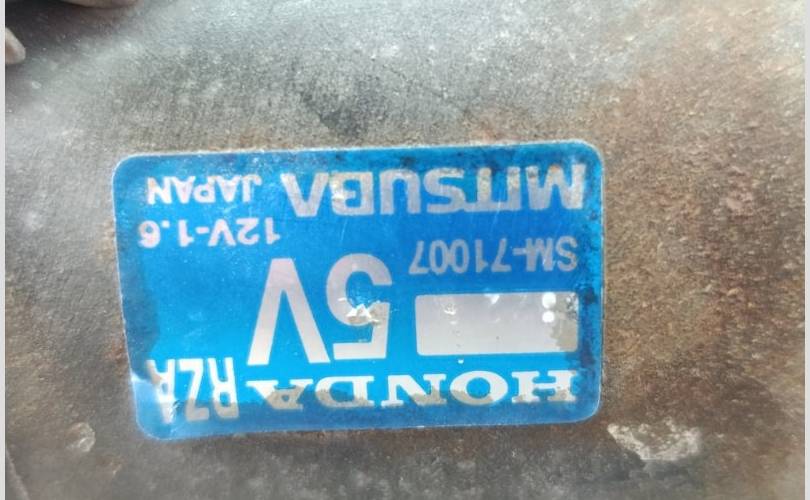 HONDA RZA
5V
SM-71007 12V-1.6
MITSUBA JAPAN